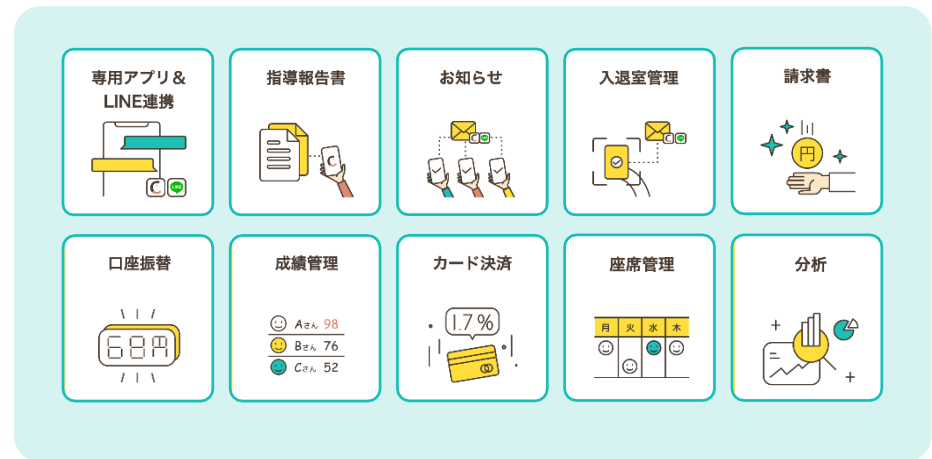 専用アプリ＆
LINE連携
C
LINE
指導報告書
C
お知らせ
C
入退室管理
C
請求書
円
口座振替
68円
成績管理
Aさん 98
Bさん 76
Cさん 52
カード決済
1.7%
座席管理
月 火 水 木
分析